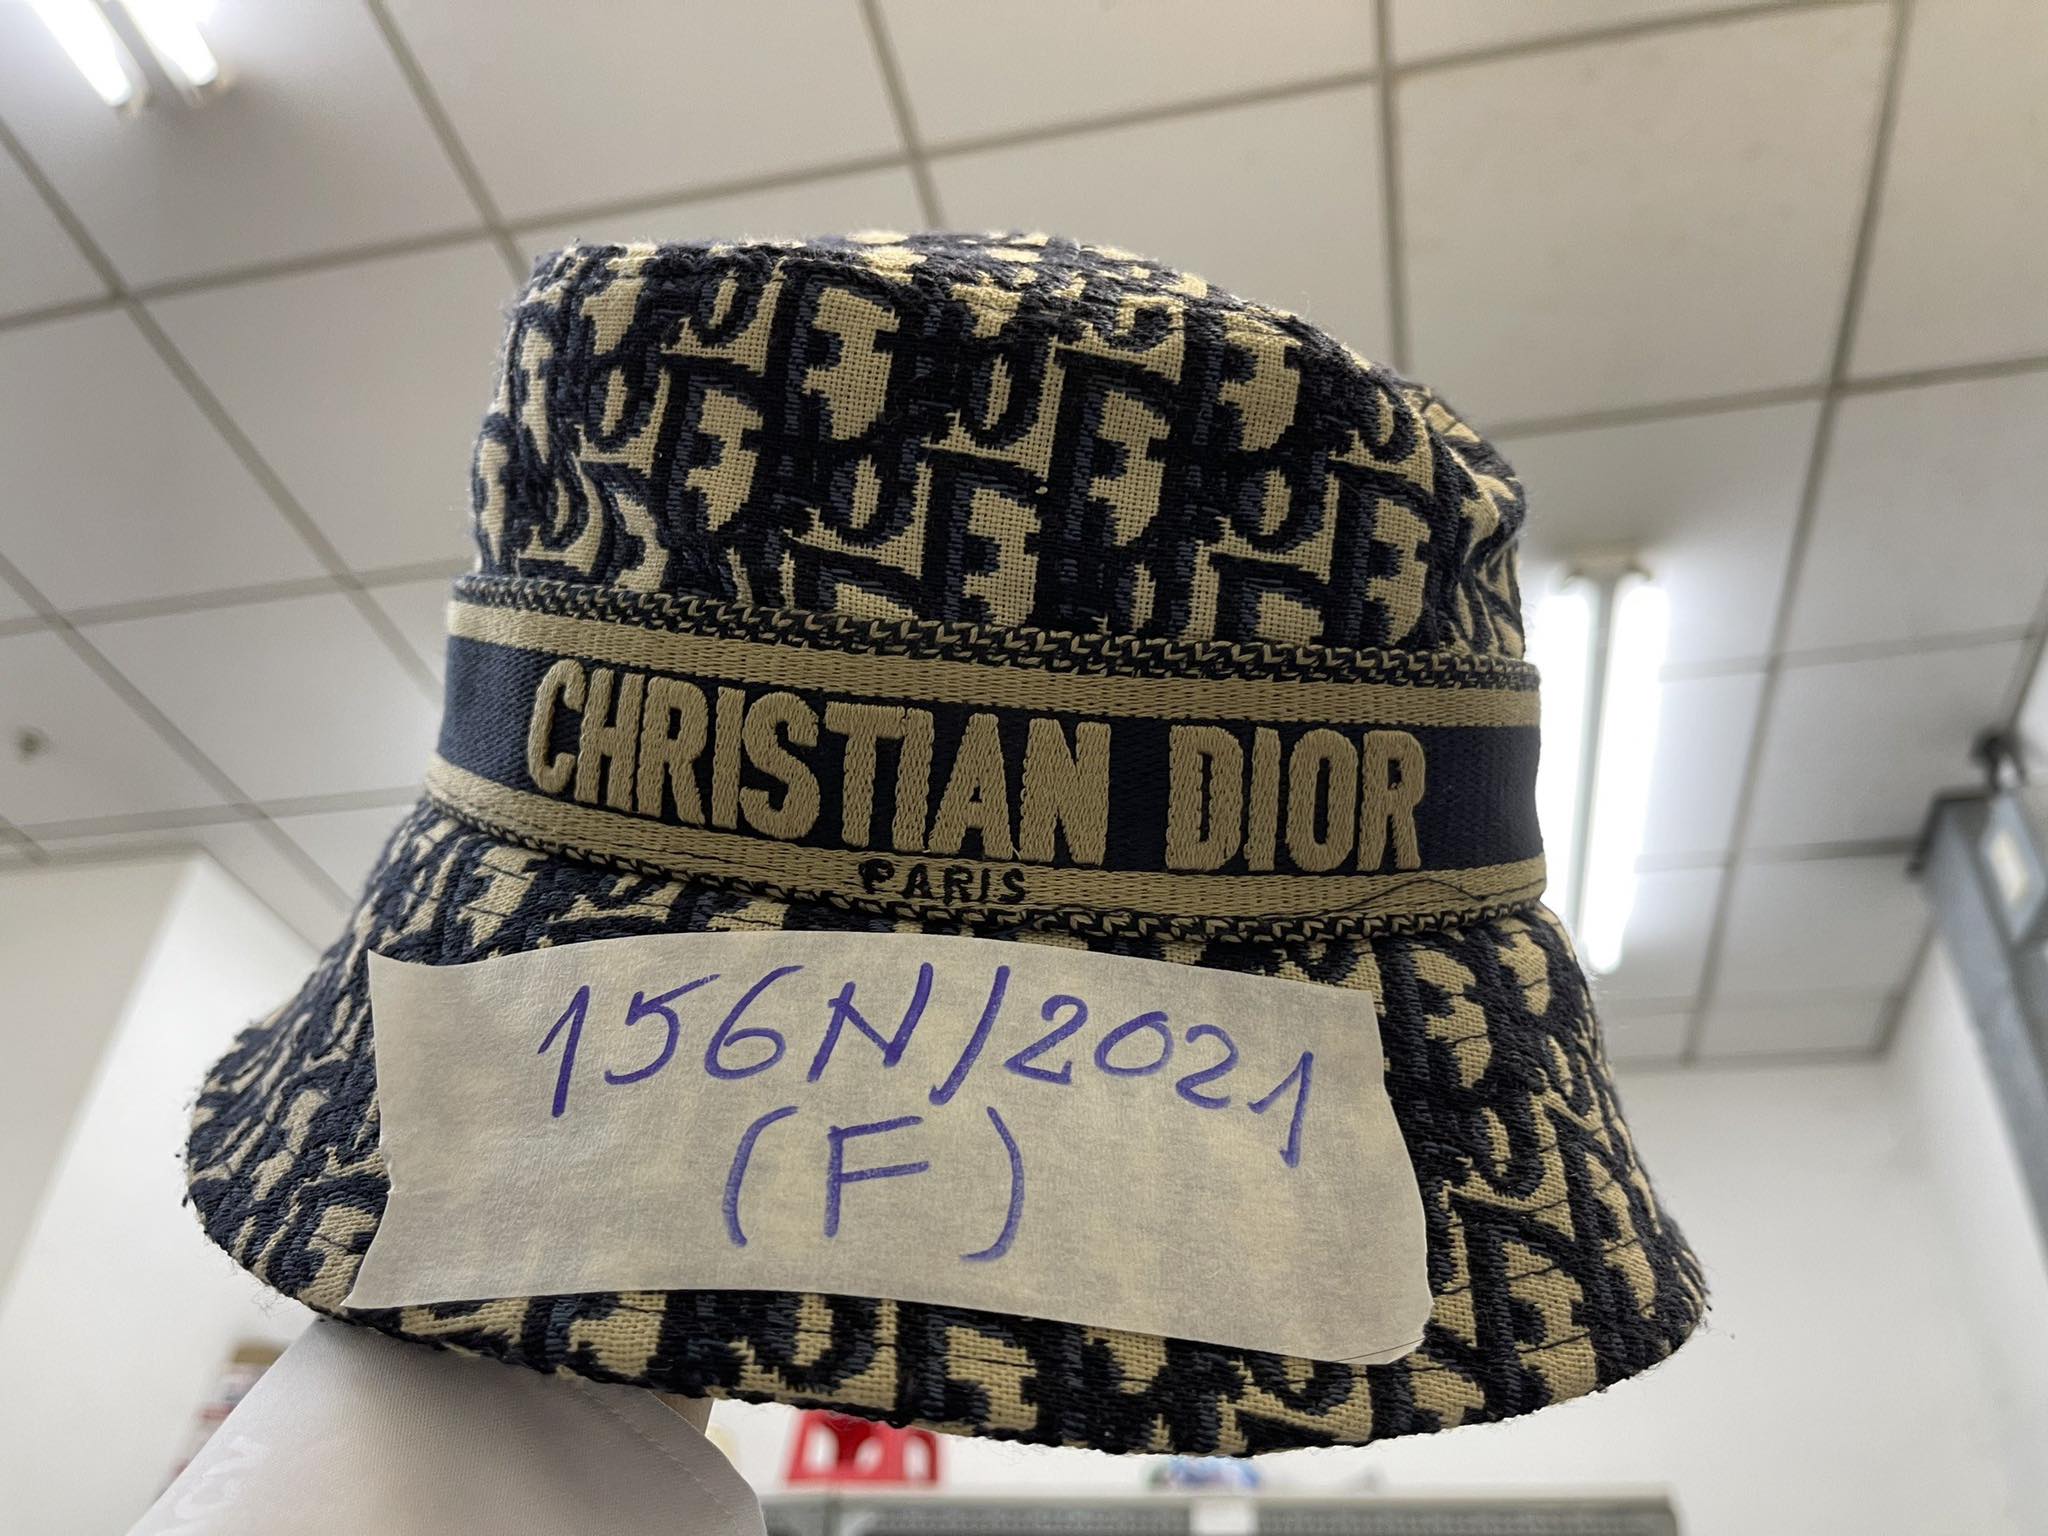 CHRISTIAN DIOR
PARIS
156N/2021
(F)